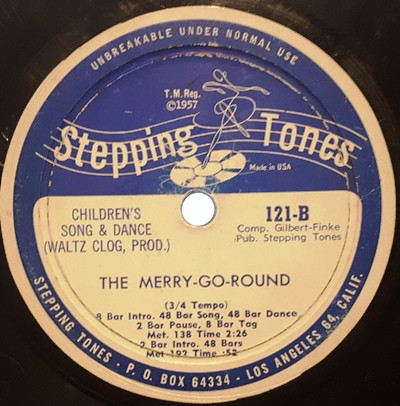 UNBREAKABLE UNDER NORMAL USE
T.M. Reg.
©1957
Stepping Tones
Made in USA
CHILDREN'S
SONG & DANCE
(WALTZ CLOG, PROD.)
121-B
Comp. Gilbert-Finke
Pub. Stepping Tones
THE MERRY-GO-ROUND
(3/4 Tempo)
8 Bar Intro. 48 Bar Song, 48 Bar Dance
2 Bar Pause, 8 Bar Tag
Met. 138 Time 2:26
2 Bar Intro. 48 Bars
Met 192 Time :52
STEPPING TONES - P. O. BOX 64334 - LOS ANGELES 64, CALIF.